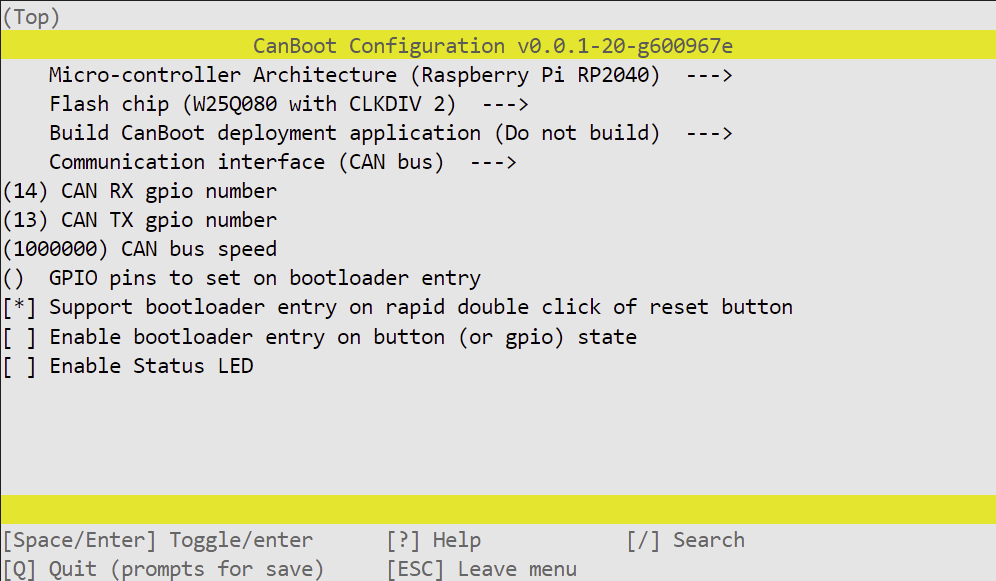 (Top)
CanBoot Configuration v0.0.1-20-g600967e
Micro-controller Architecture (Raspberry Pi RP2040)  --->
Flash chip (W25Q080 with CLKDIV 2)  --->
Build CanBoot deployment application (Do not build)  --->
Communication interface (CAN bus)  --->
(14) CAN RX gpio number
(13) CAN TX gpio number
(1000000) CAN bus speed
()  GPIO pins to set on bootloader entry
[*] Support bootloader entry on rapid double click of reset button
[ ] Enable bootloader entry on button (or gpio) state
[ ] Enable Status LED
[Space/Enter] Toggle/enter      [?] Help            [/] Search
[Q] Quit (prompts for save)     [ESC] Leave menu